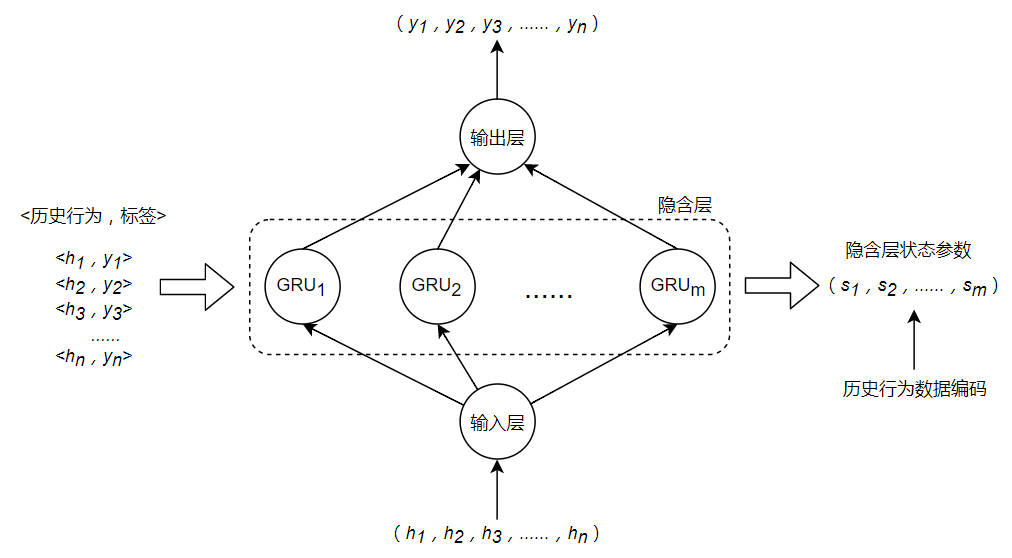 ( y1 , y2 , y3 , ...... , yn )
输出层
<历史行为 , 标签>
<h1 , y1>
<h2 , y2>
<h3 , y3>
......
<hn , yn>
隐含层
GRU1
GRU2
......
GRUm
隐含层状态参数
( s1 , s2 , ...... , sm )
历史行为数据编码
输入层
( h1 , h2 , h3 , ...... , hn )